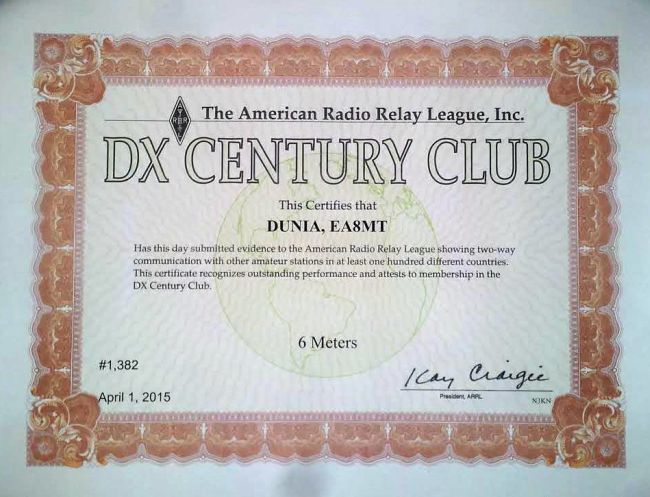 The American Radio Relay League, Inc.
DX CENTURY CLUB
This Certifies that
DUNIA, EA8MT
Has this day submitted evidence to the American Radio Relay League showing two-way
communication with other amateur stations in at least one hundred different countries.
This certificate recognizes outstanding performance and attests to membership in the
DX Century Club.
6 Meters
#1,382
Kay Craigie
April 1, 2015
President, ARRL
NJKN